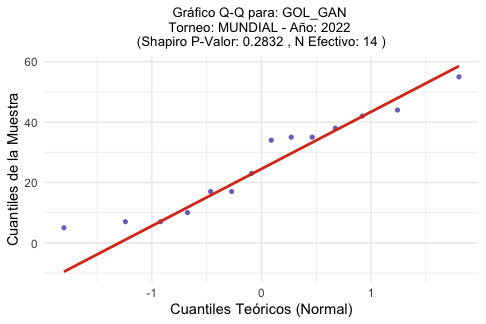 Gráfico Q-Q para: GOL_GAN
Torneo: MUNDIAL - Año: 2022
(Shapiro P-Valor: 0.2832 , N Efectivo: 14 )
Cuantiles de la Muestra
60
40
20
0
-1
0
1
Cuantiles Teóricos (Normal)